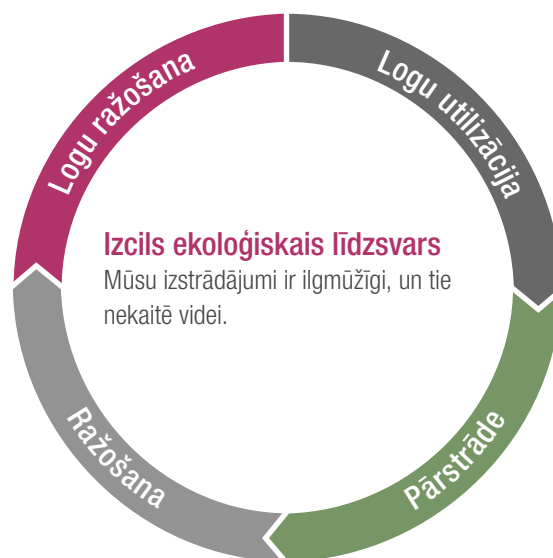 Logu ražošana
Logu utilizācija
Izcils ekoloģiskais līdzsvars
Mūsu izstrādājumi ir ilgmūžīgi, un tie
nekaitē videi.
Ražošana
Pārstrāde